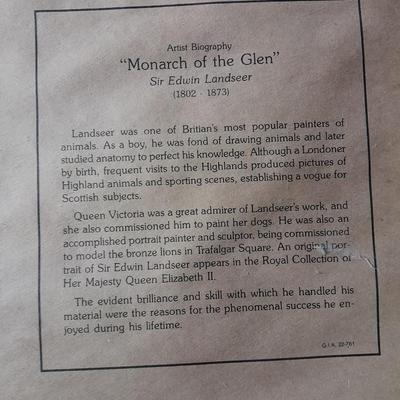 Artist Biography
"Monarch of the Glen"
Sir Edwin Landseer
(1802 - 1873)
Landseer was one of Britian's most popular painters of
animals. As a boy, he was fond of drawing animals and later
studied anatomy to perfect his knowledge. Although a Londoner
by birth, frequent visits to the Highlands produced pictures of
Highland animals and sporting scenes, establishing a vogue for
Scottish subjects.
Queen Victoria was a great admirer of Landseer's work, and
she also commissioned him to paint her dogs. He was also an
accomplished portrait painter and sculptor, being commissioned
to model the bronze lions in Trafalgar Square. An original por-
trait of Sir Edwin Landseer appears in the Royal Collection of
Her Majesty Queen Elizabeth II.
The evident brilliance and skill with which he handled his
material were the reasons for the phenomenal success he en-
joyed during his lifetime.
G.I.A. 22-761